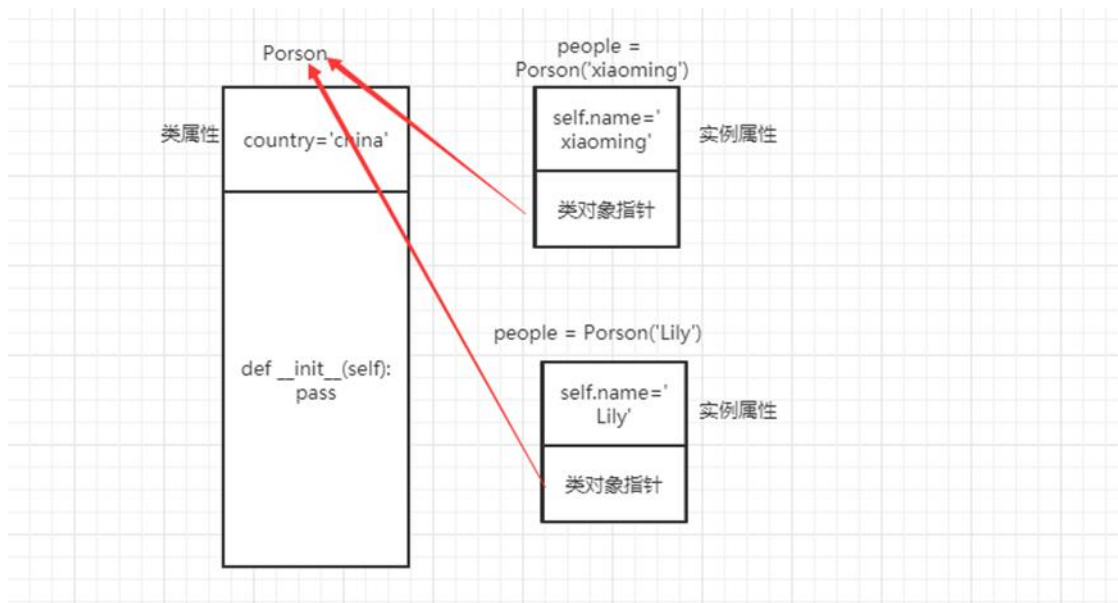 Porson
类属性
country='china'
def __init__(self):
pass
people =
Porson('xiaoming')
self.name='
xiaoming'
实例属性
类对象指针
people = Porson('Lily')
self.name='
Lily'
实例属性
类对象指针